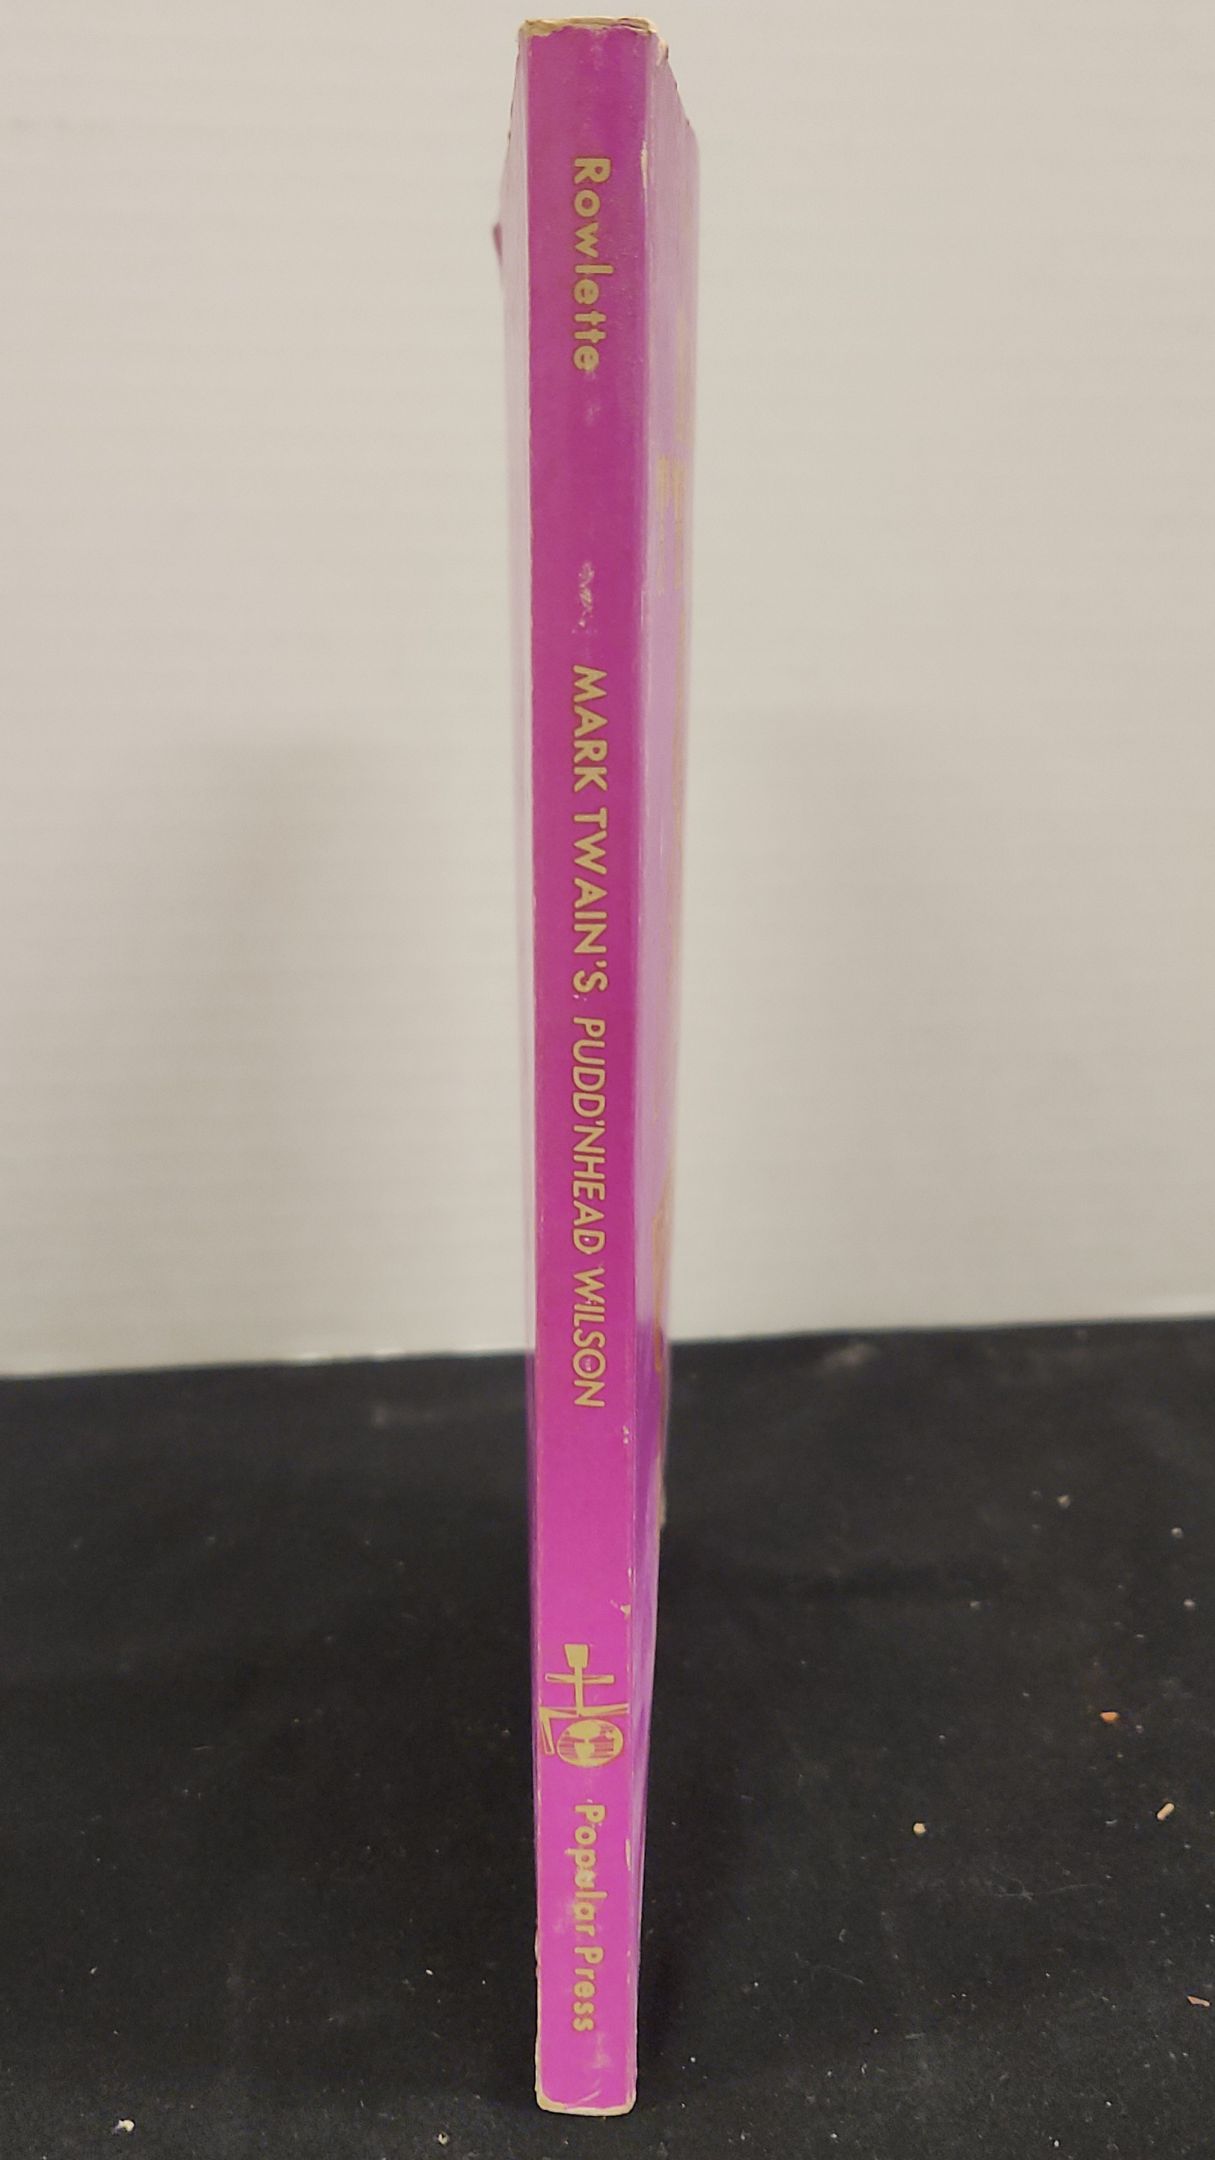 Rowlette
MARK TWAIN'S PUDD'NHEAD WILSON
Popular Press